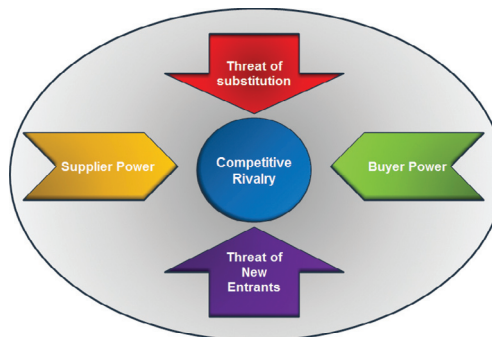 Threat of
substitution
Supplier Power
Competitive
Rivalry
Buyer Power
Threat of
New
Entrants